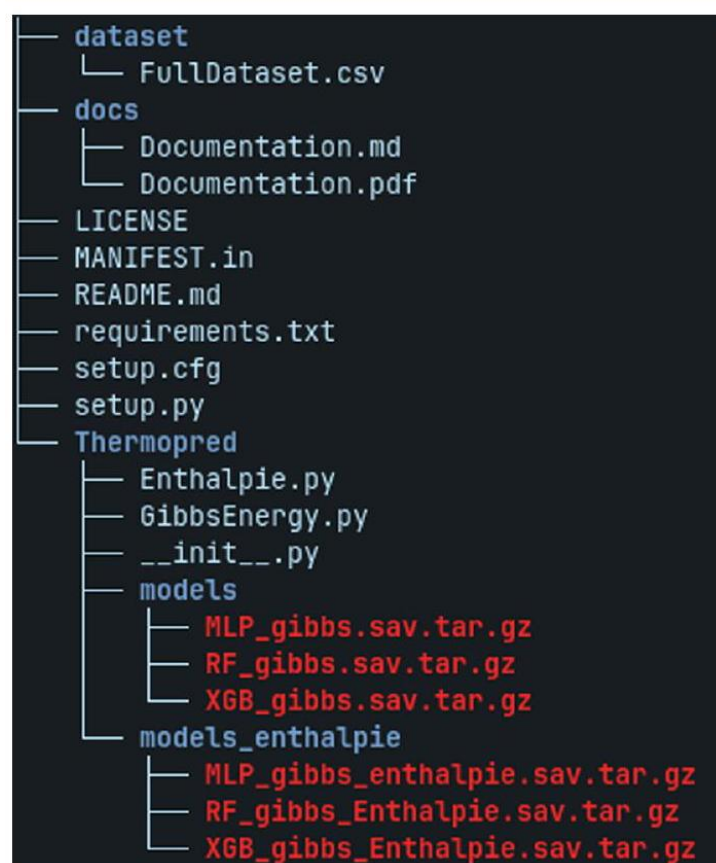 dataset
FullDataset.csv
docs
Documentation.md
Documentation.pdf
LICENSE
MANIFEST.in
README.md
requirements.txt
setup.cfg
setup.py
Thermopred
Enthalpie.py
GibbsEnergy.py
__init__.py
models
MLP_gibbs.sav.tar.gz
RF_gibbs.sav.tar.gz
XGB_gibbs.sav.tar.gz
models_enthalpie
MLP_gibbs_enthalpie.sav.tar.gz
RF_gibbs_Enthalpie.sav.tar.gz
XGB_gibbs_Enthalpie.sav.tar.gz